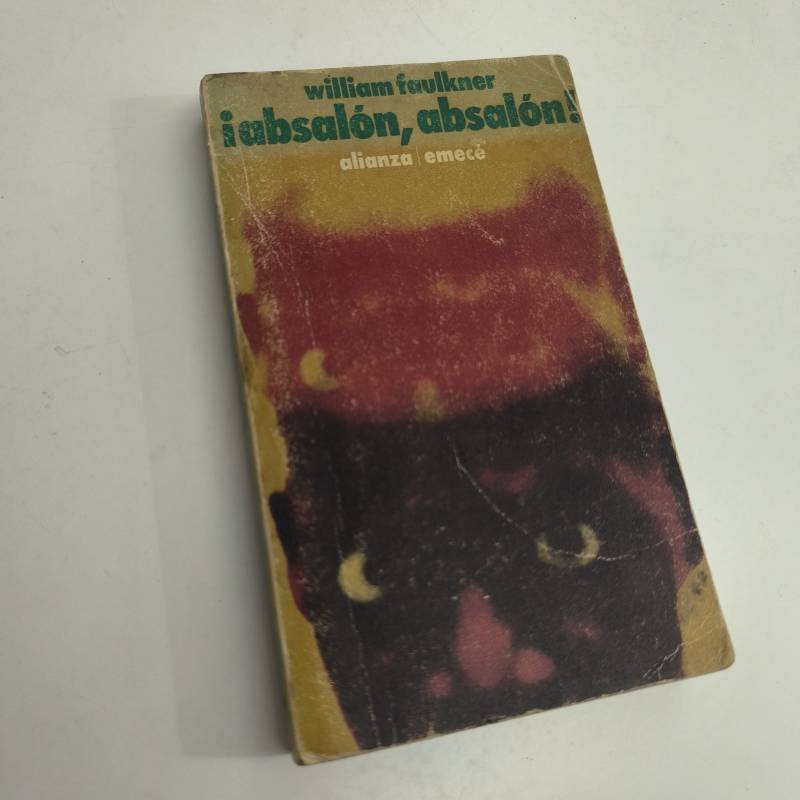 william faulkner
¡absalón, absalón!
alianza | emecé